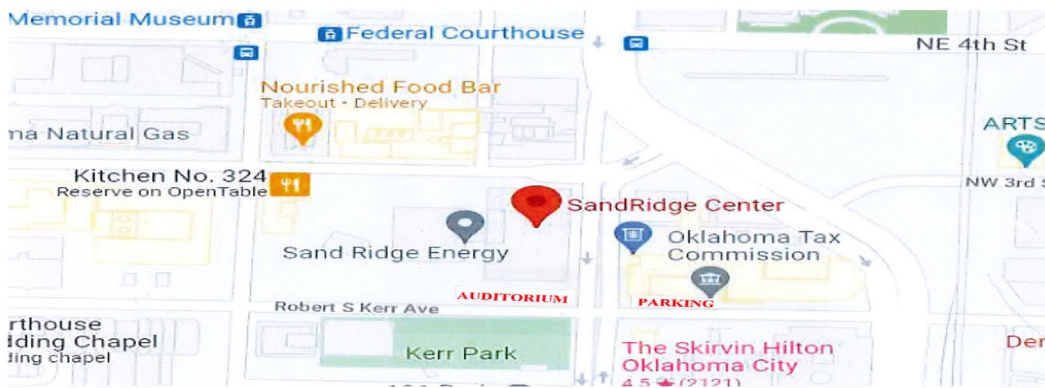 Memorial Museum
Federal Courthouse
NE 4th St
Nourished Food Bar
Takeout • Delivery
ma Natural Gas
ARTS
Kitchen No. 324
Reserve on OpenTable
NW 3rd S
SandRidge Center
Sand Ridge Energy
Oklahoma Tax
Commission
AUDITORIUM
PARKING
Robert S Kerr Ave
rthouse
dding Chapel
ding chapel
Kerr Park
The Skirvin Hilton
Oklahoma City
4.5 ★ (2121)
Der